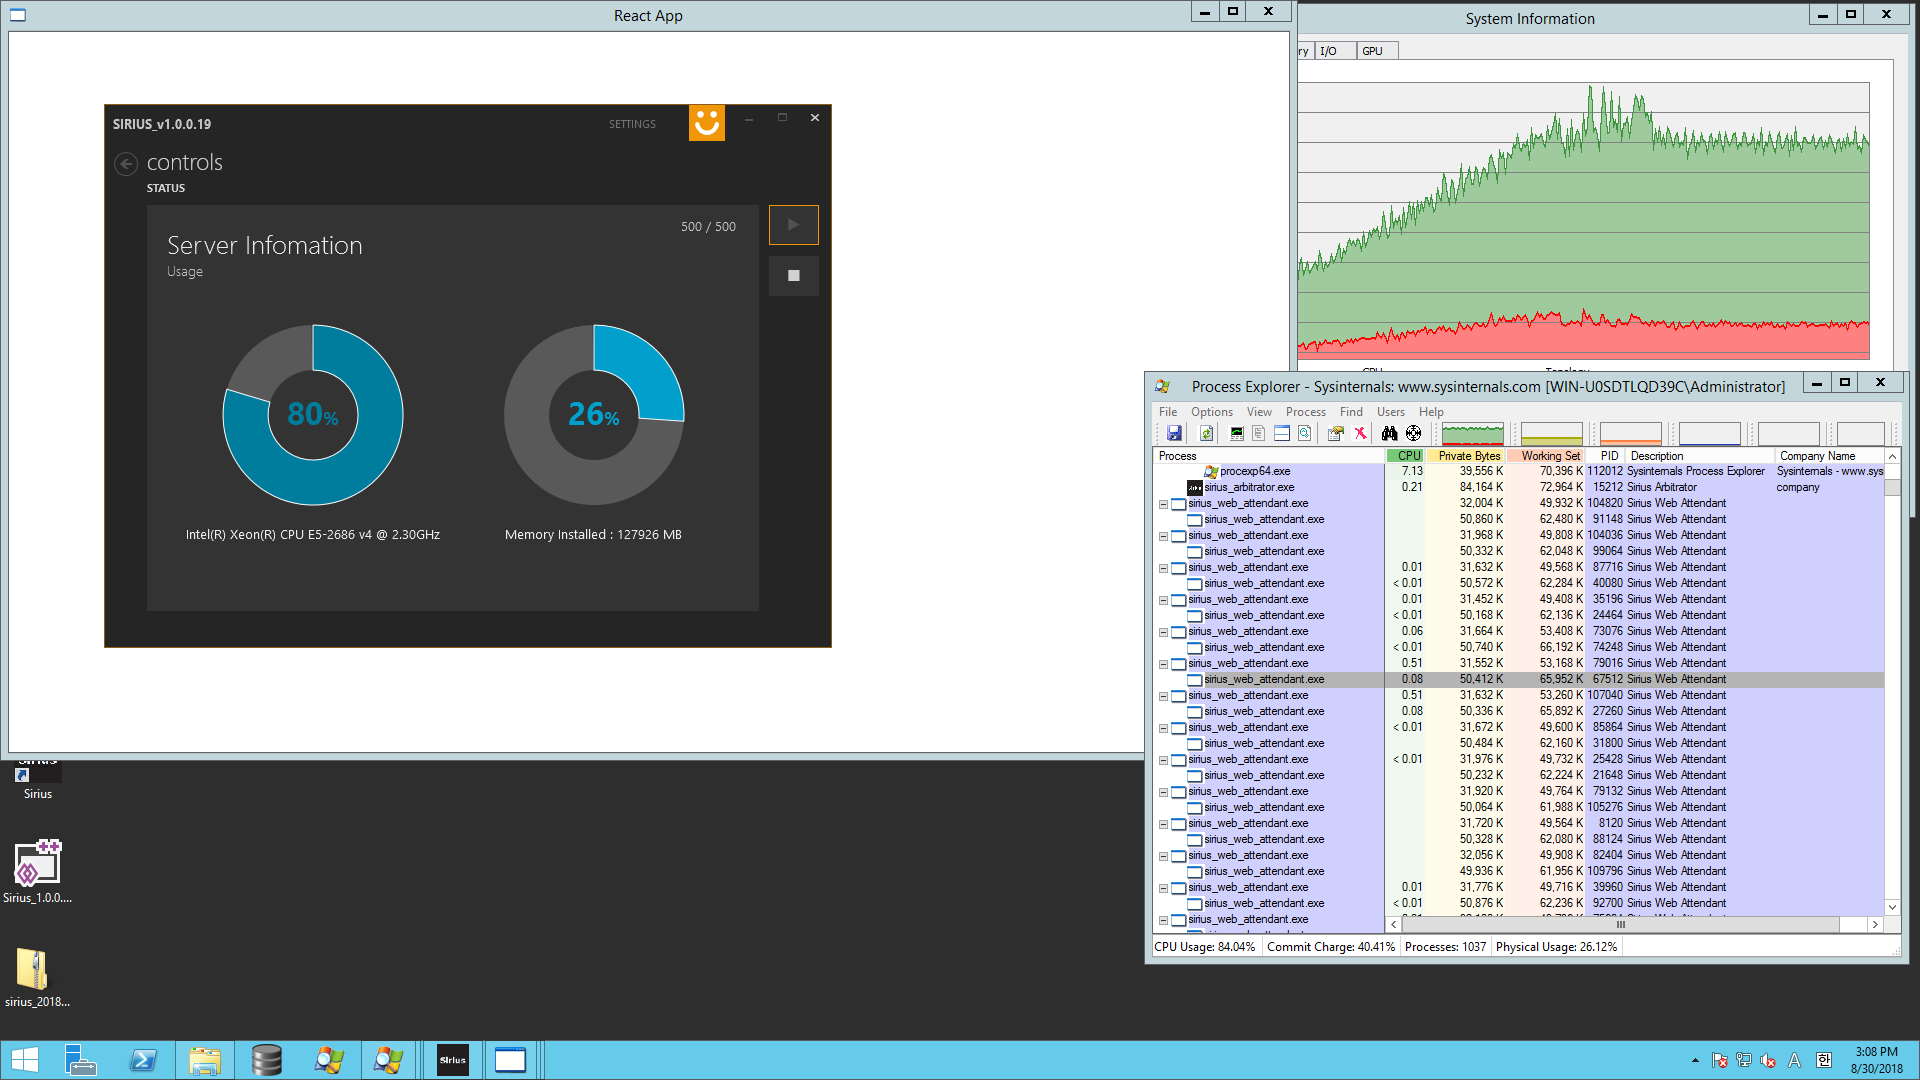 React App
System Information
ry
I/O
GPU
SIRIUS_v1.0.0.19
SETTINGS
controls
STATUS
500 / 500
Server Infomation
Usage
80%
26%
Intel(R) Xeon(R) CPU E5-2686 v4 @ 2.30GHz
Memory Installed : 127926 MB
Process Explorer - Sysinternals: www.sysinternals.com [WIN-U0SDTLQD39C\Administrator]
File Options View Process Find Users Help
Process CPU Private Bytes Working Set PID Description Company Name
procexp64.exe 7.13 39,556 K 70,396 K 112012 Sysinternals Process Explorer Sysinternals - www.sys
sirius_arbitrator.exe 0.21 84,164 K 72,964 K 15212 Sirius Arbitrator company
sirius_web_attendant.exe 32,004 K 49,932 K 104820 Sirius Web Attendant
sirius_web_attendant.exe 50,860 K 62,480 K 91148 Sirius Web Attendant
sirius_web_attendant.exe 31,968 K 49,808 K 104036 Sirius Web Attendant
sirius_web_attendant.exe 50,332 K 62,048 K 99064 Sirius Web Attendant
sirius_web_attendant.exe 0.01 31,632 K 49,568 K 87716 Sirius Web Attendant
sirius_web_attendant.exe < 0.01 50,572 K 62,284 K 40080 Sirius Web Attendant
sirius_web_attendant.exe 0.01 31,452 K 49,408 K 35196 Sirius Web Attendant
sirius_web_attendant.exe < 0.01 50,168 K 62,136 K 24464 Sirius Web Attendant
sirius_web_attendant.exe 0.06 31,664 K 53,408 K 73076 Sirius Web Attendant
sirius_web_attendant.exe < 0.01 50,740 K 66,192 K 74248 Sirius Web Attendant
sirius_web_attendant.exe 0.51 31,552 K 53,168 K 79016 Sirius Web Attendant
sirius_web_attendant.exe 0.08 50,412 K 65,952 K 67512 Sirius Web Attendant
sirius_web_attendant.exe 0.51 31,632 K 53,260 K 107040 Sirius Web Attendant
sirius_web_attendant.exe 0.08 50,336 K 65,892 K 27260 Sirius Web Attendant
sirius_web_attendant.exe < 0.01 31,672 K 49,600 K 85864 Sirius Web Attendant
sirius_web_attendant.exe 50,484 K 62,160 K 31800 Sirius Web Attendant
sirius_web_attendant.exe < 0.01 31,976 K 49,732 K 25428 Sirius Web Attendant
sirius_web_attendant.exe 50,232 K 62,224 K 21648 Sirius Web Attendant
sirius_web_attendant.exe 31,920 K 49,764 K 79132 Sirius Web Attendant
sirius_web_attendant.exe 50,064 K 61,988 K 105276 Sirius Web Attendant
sirius_web_attendant.exe 31,720 K 49,564 K 8120 Sirius Web Attendant
sirius_web_attendant.exe 50,328 K 62,080 K 88124 Sirius Web Attendant
sirius_web_attendant.exe 32,056 K 49,908 K 82404 Sirius Web Attendant
sirius_web_attendant.exe 49,936 K 61,956 K 109796 Sirius Web Attendant
sirius_web_attendant.exe 0.01 31,776 K 49,716 K 39960 Sirius Web Attendant
sirius_web_attendant.exe < 0.01 50,876 K 62,236 K 92700 Sirius Web Attendant
sirius_web_attendant.exe
CPU Usage: 84.04% Commit Charge: 40.41% Processes: 1037 Physical Usage: 26.12%
Sirius
Sirius_1.0.0....
sirius_2018...
Sirius
A
한
3:08 PM
8/30/2018